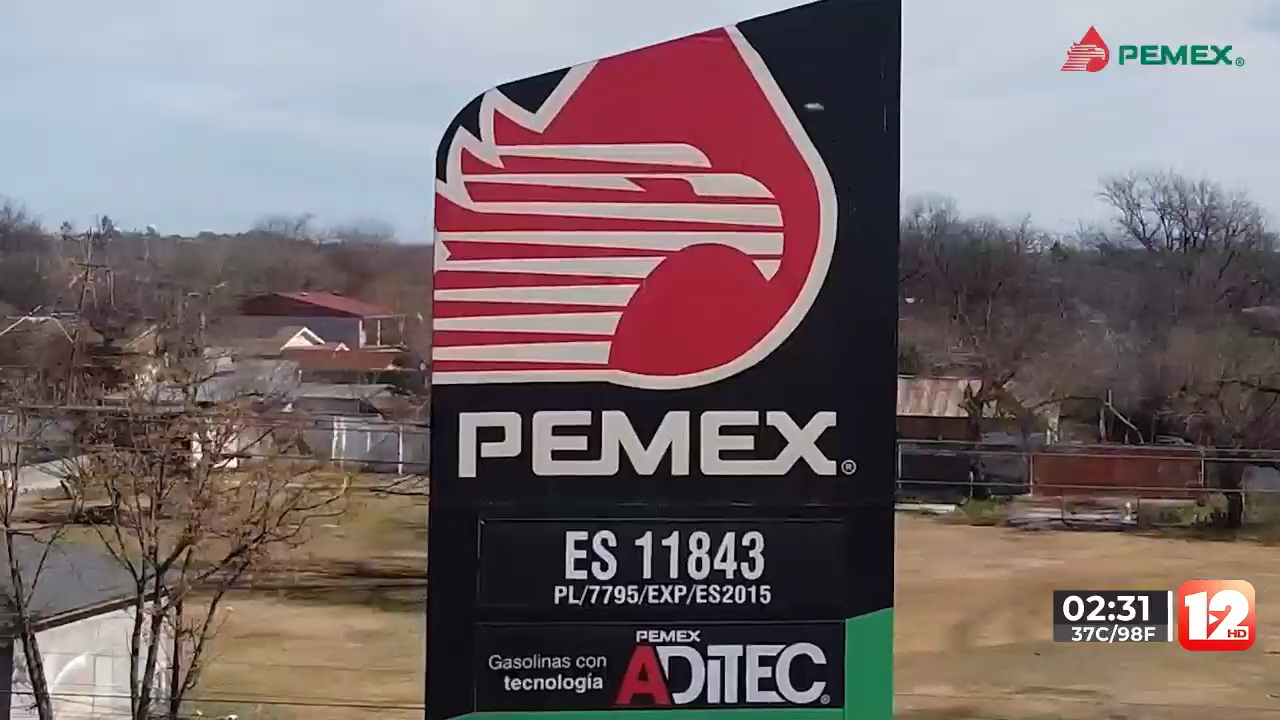 PEMEX®
PEMEX®
ES 11843
PL/7795/EXP/ES2015
PEMEX
Gasolinas con
tecnología
ADiTEC®
02:31
37C/98F
12
HD